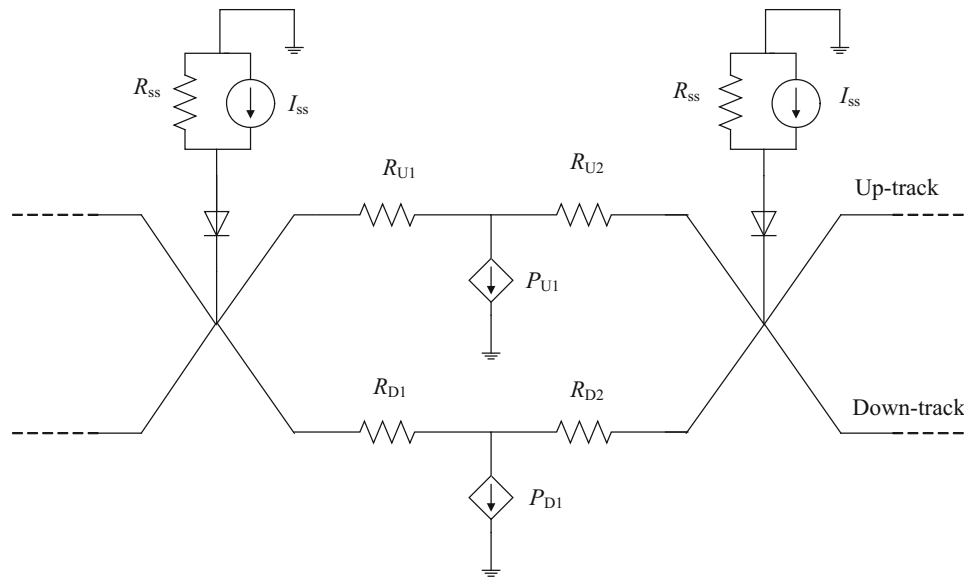 R_ss
I_ss
R_ss
I_ss
R_U1
R_U2
Up-track
P_U1
R_D1
R_D2
Down-track
P_D1